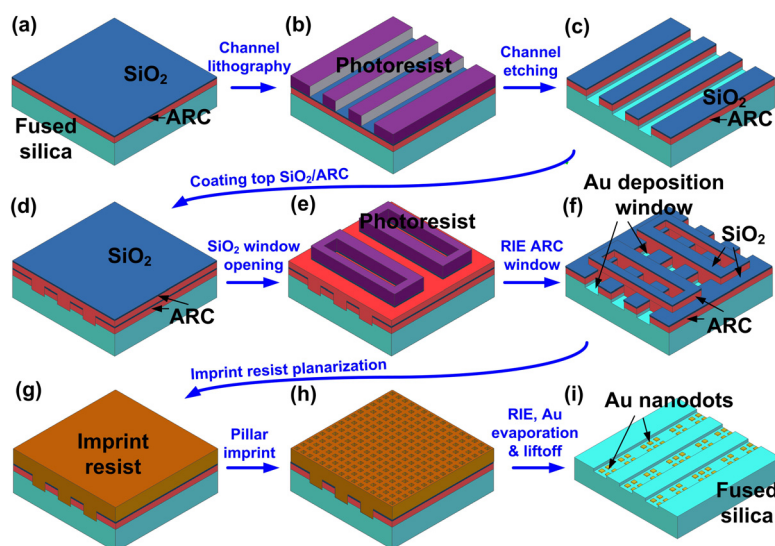 (a)
SiO₂
Fused
silica
ARC
Channel
lithography
(b)
Photoresist
Channel
etching
(c)
SiO₂
ARC
Coating top SiO₂/ARC
(d)
SiO₂
ARC
SiO₂ window
opening
(e)
Photoresist
RIE ARC
window
Au deposition
window
(f)
SiO₂
ARC
Imprint resist planarization
(g)
Imprint
resist
Pillar
imprint
(h)
RIE, Au
evaporation
& liftoff
(i)
Au nanodots
Fused
silica